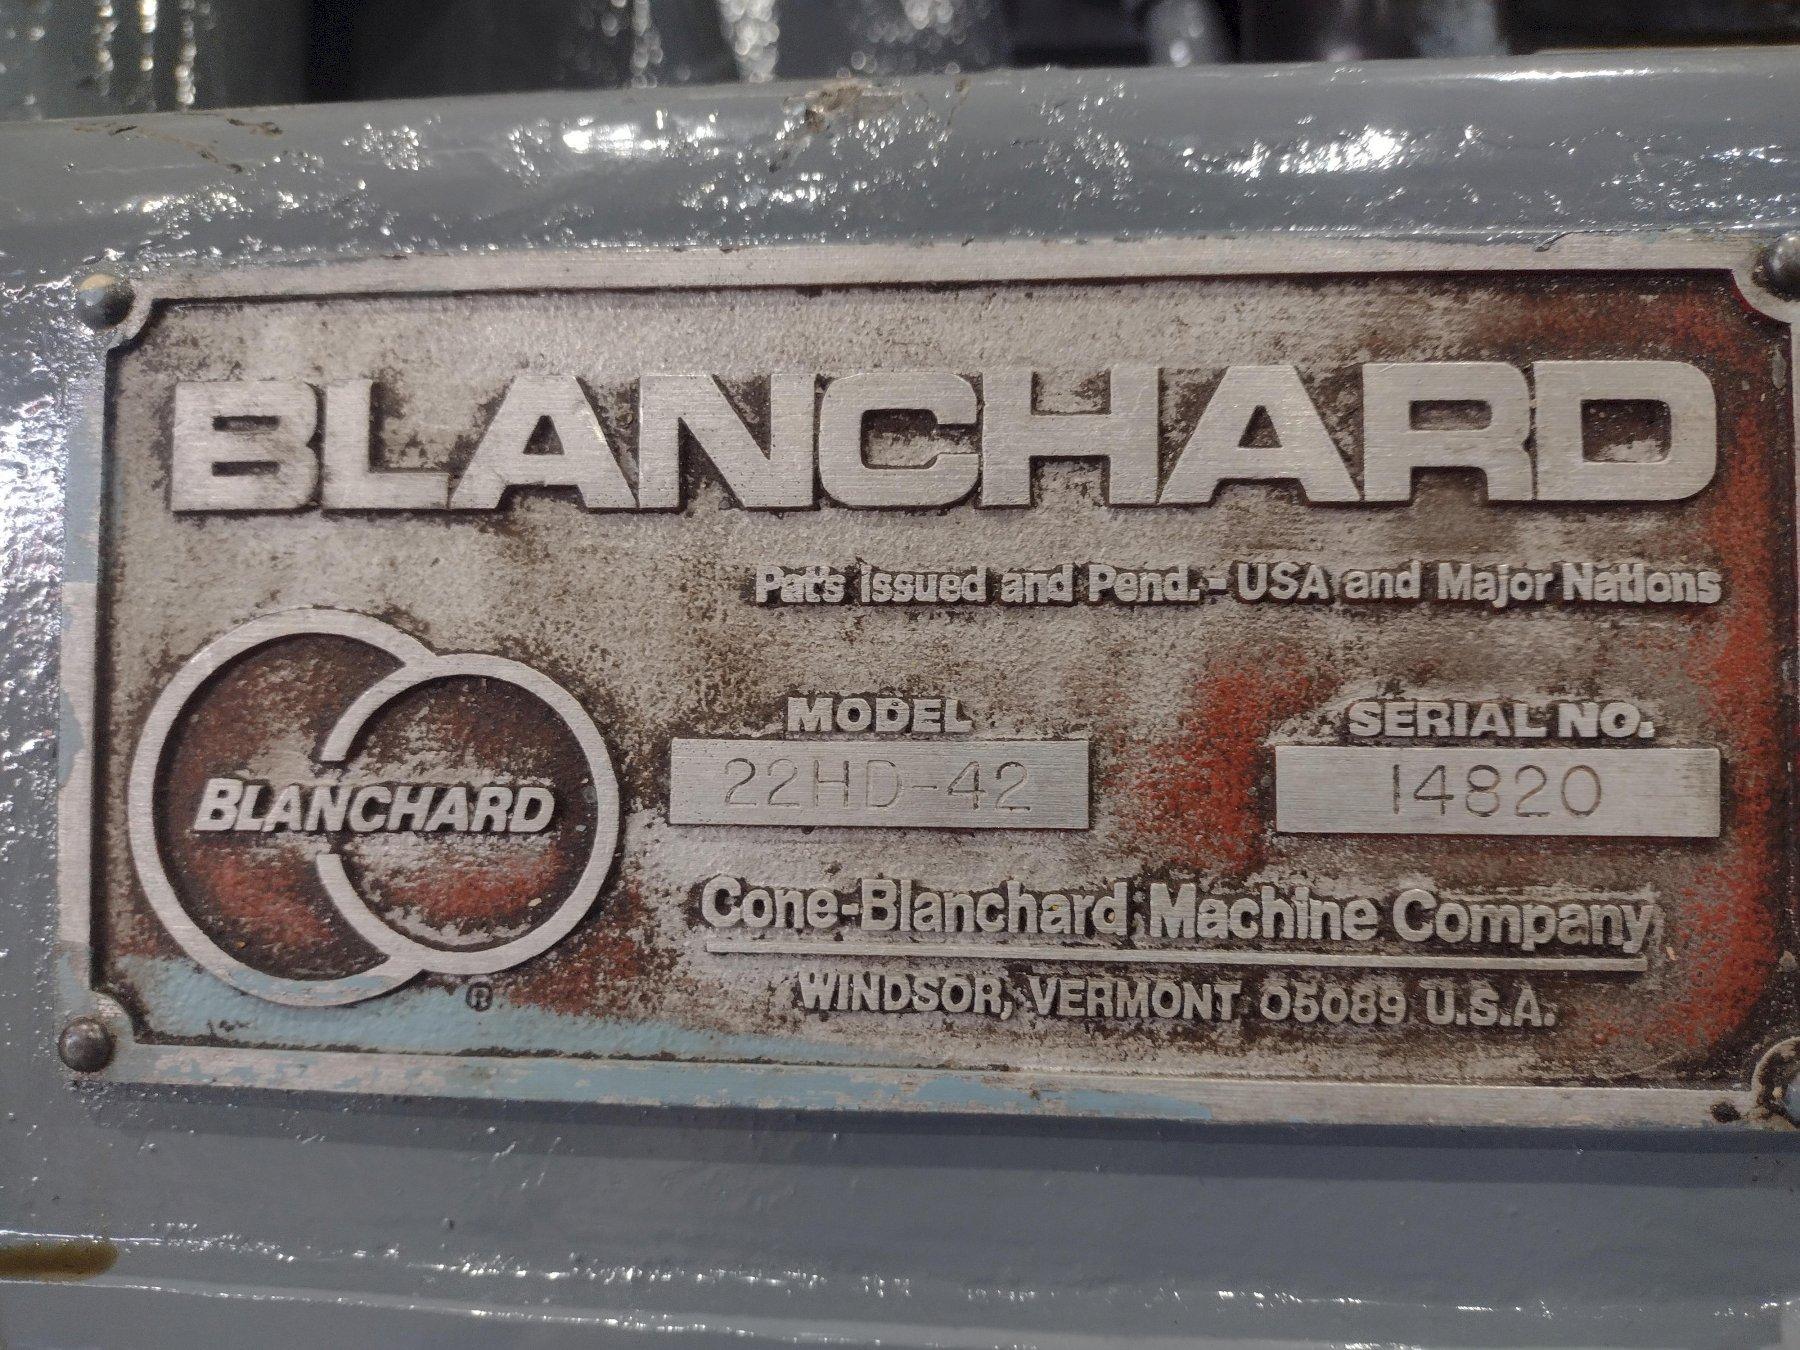 BLANCHARD
Pat's issued and Pend. - USA and Major Nations
BLANCHARD
®
MODEL
22HD-42
SERIAL NO.
14820
Cone-Blanchard Machine Company
WINDSOR, VERMONT 05089 U.S.A.